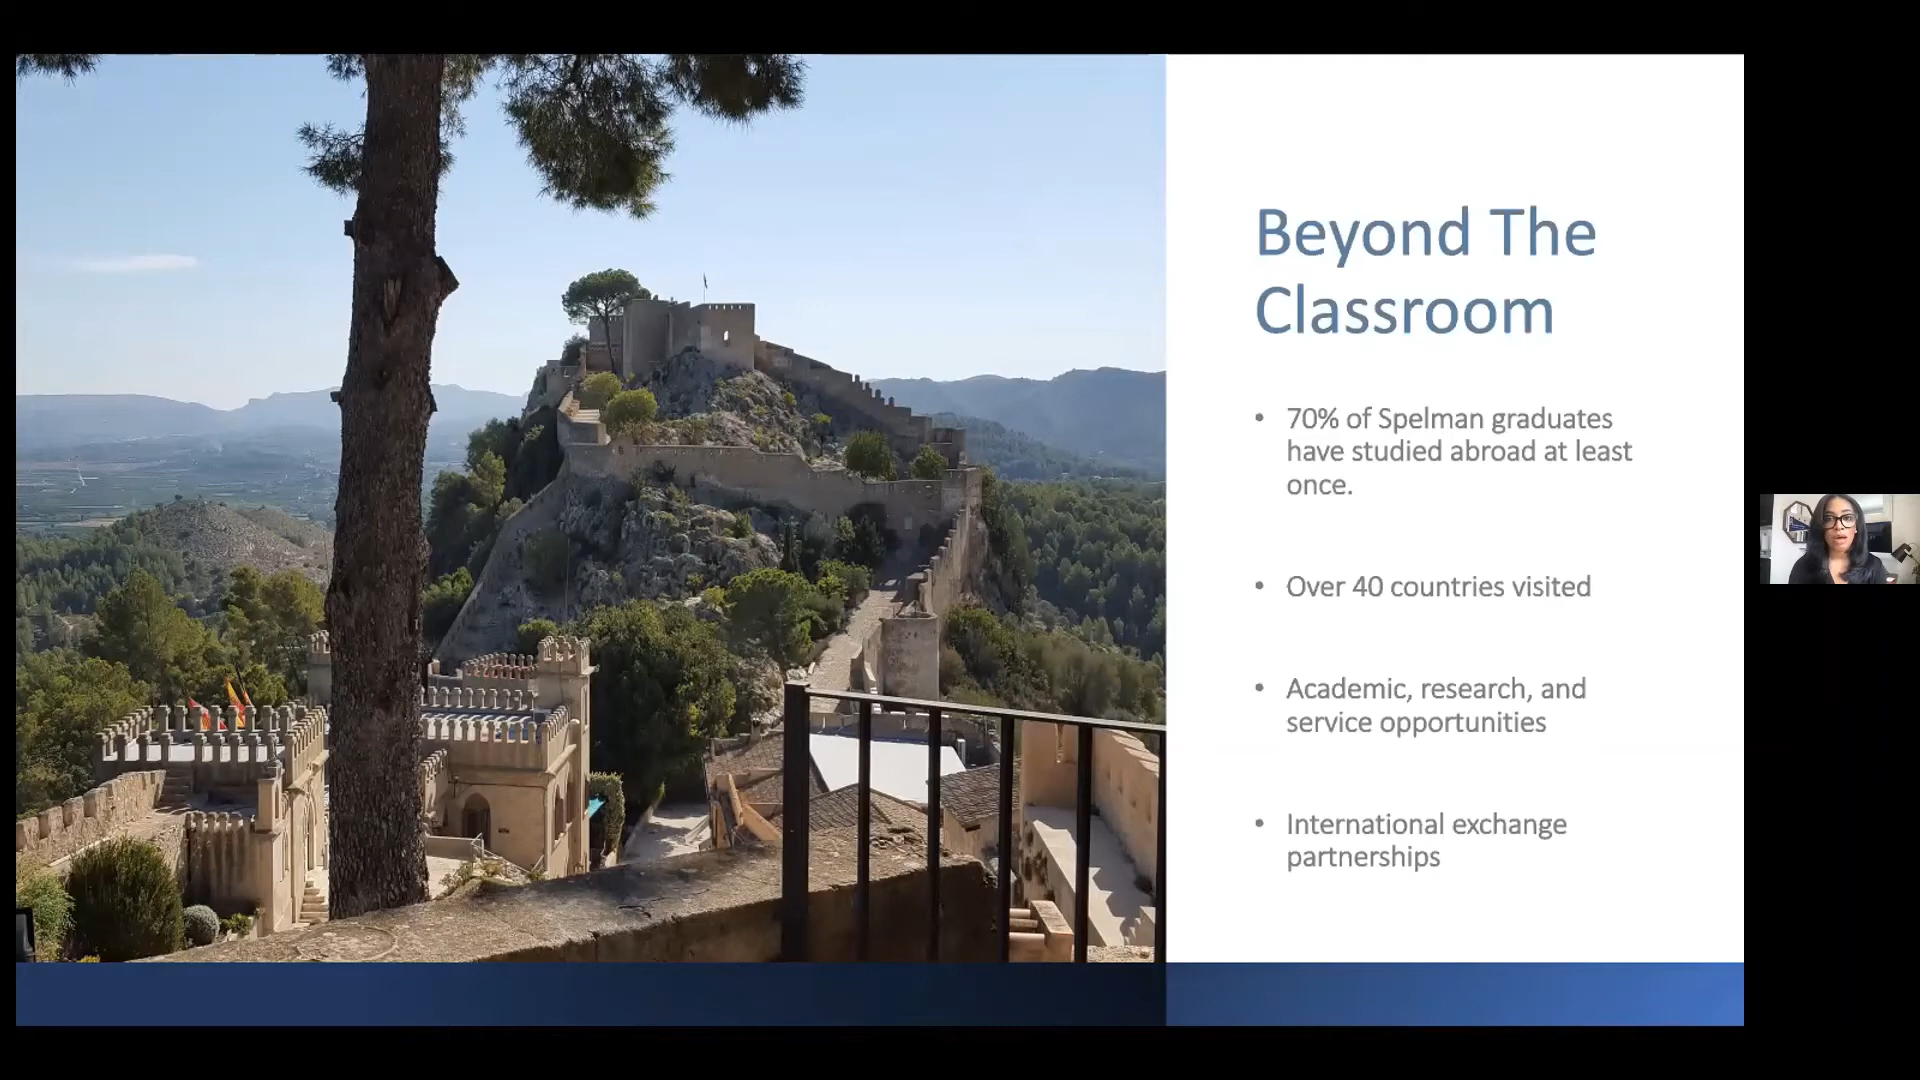 Beyond The
Classroom
• 70% of Spelman graduates
have studied abroad at least
once.
• Over 40 countries visited
• Academic, research, and
service opportunities
• International exchange
partnerships